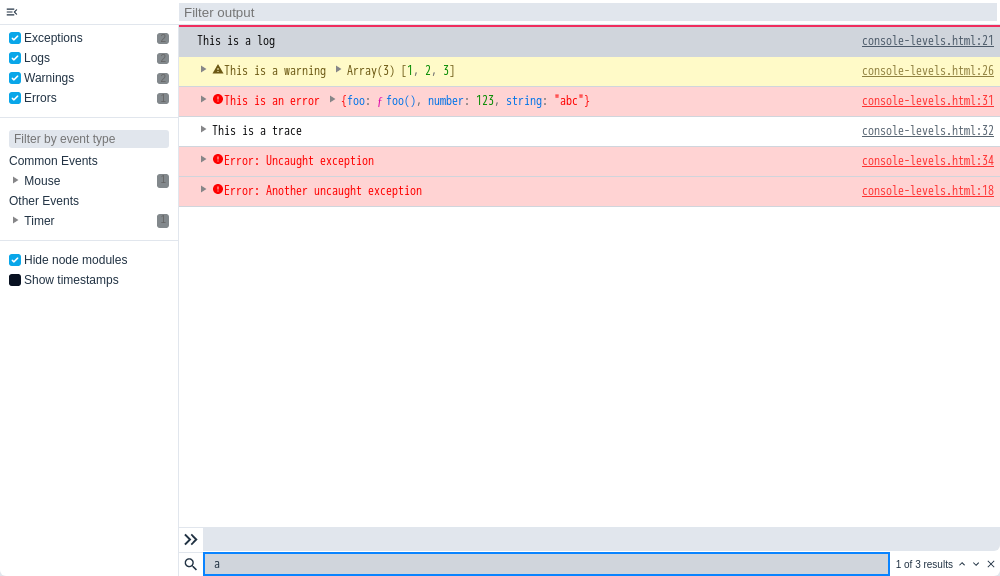 Filter output
Exceptions 2
Logs 2
Warnings 2
Errors 1
Filter by event type
Common Events
Mouse 1
Other Events
Timer 1
Hide node modules
Show timestamps
This is a log console-levels.html:21
This is a warning Array(3) [1, 2, 3] console-levels.html:26
This is an error {foo: ƒ foo(), number: 123, string: "abc"} console-levels.html:31
This is a trace console-levels.html:32
Error: Uncaught exception console-levels.html:34
Error: Another uncaught exception console-levels.html:18
a 1 of 3 results